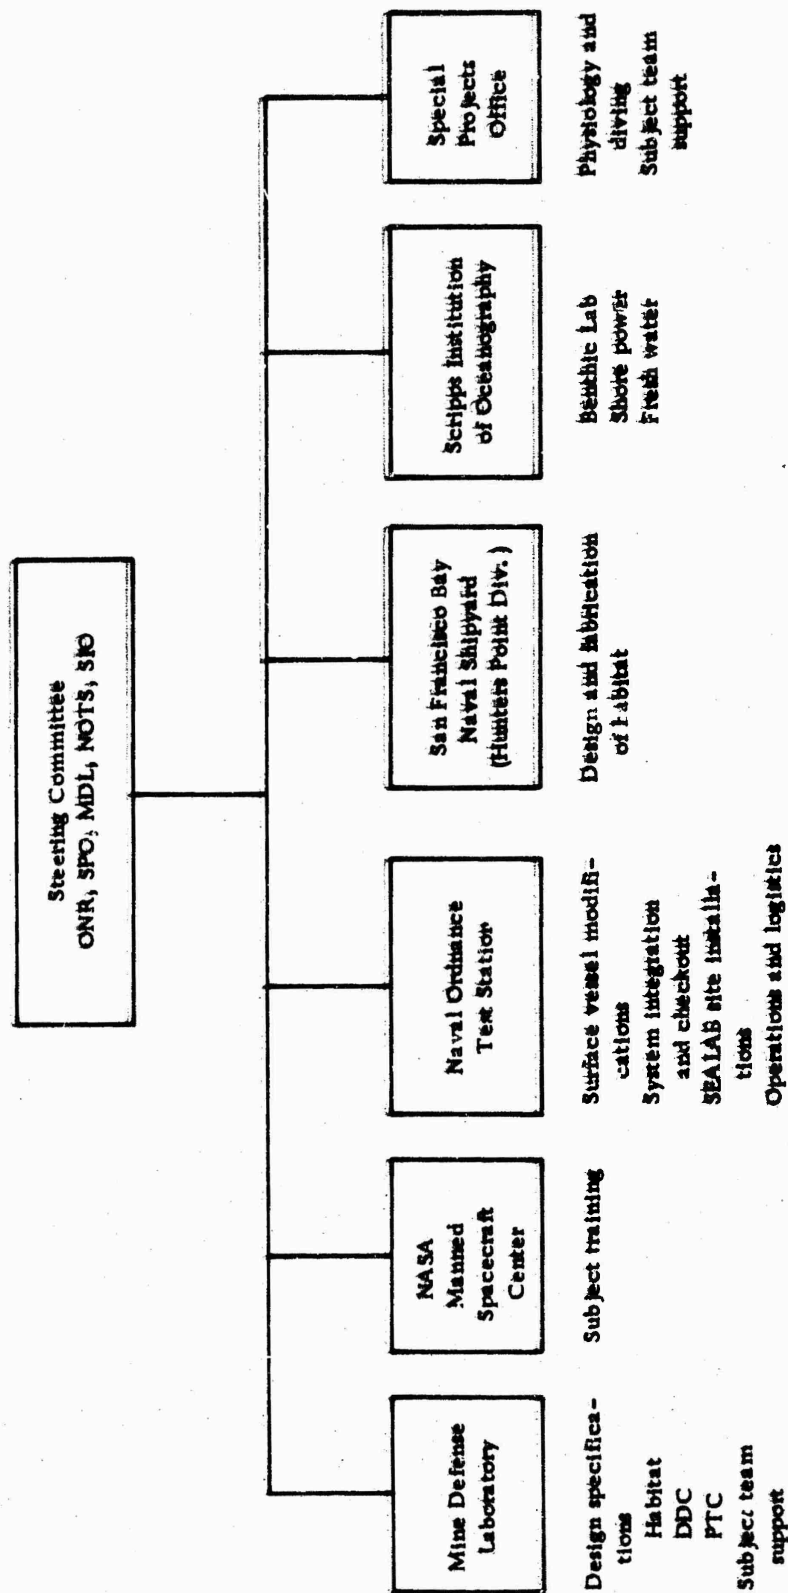 Steering Committee
ONR, SPO, MDL, NOTS, SIO
Mine Defense
Laboratory
Design specifica-
tions
Habitat
DDC
PTC
Subject team
support
NASA
Manned
Spacecraft
Center
Subject training
Naval Ordnance
Test Station
Surface vessel modifi-
cations
System integration
and checkout
SEALAB site installa-
tions
Operations and logistics
San Francisco Bay
Naval Shipyard
(Hunters Point Div.)
Design and fabrication
of habitat
Scripps Institution
of Oceanography
Benthic Lab
Shore power
Fresh water
Special
Projects
Office
Physiology and
diving
Subject team
support